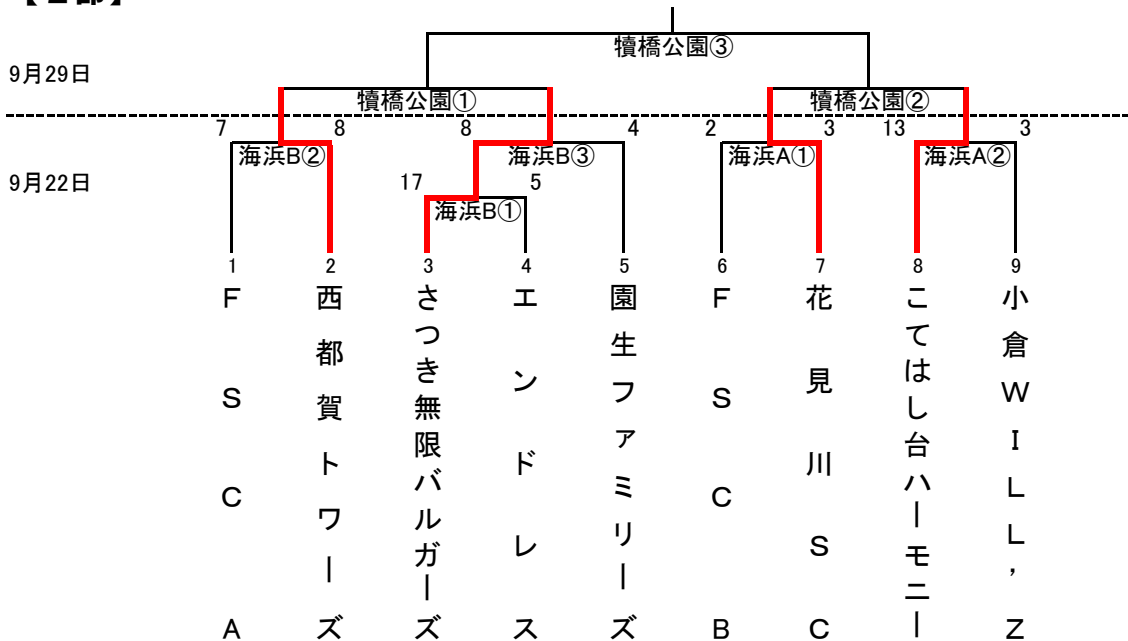 犢橋公園③
9月29日
犢橋公園① 犢橋公園②
7 8 8 4 2 3 13 3
海浜B② 海浜B③ 海浜A① 海浜A②
9月22日
17 5
海浜B①
1 2 3 4 5 6 7 8 9
FSCA
西都賀トワーズ
さつき無限バルガーズ
エンドレス
園生ファミリーズ
FSCB
花見川SC
こてはし台ハーモニー
小倉WILL'Z